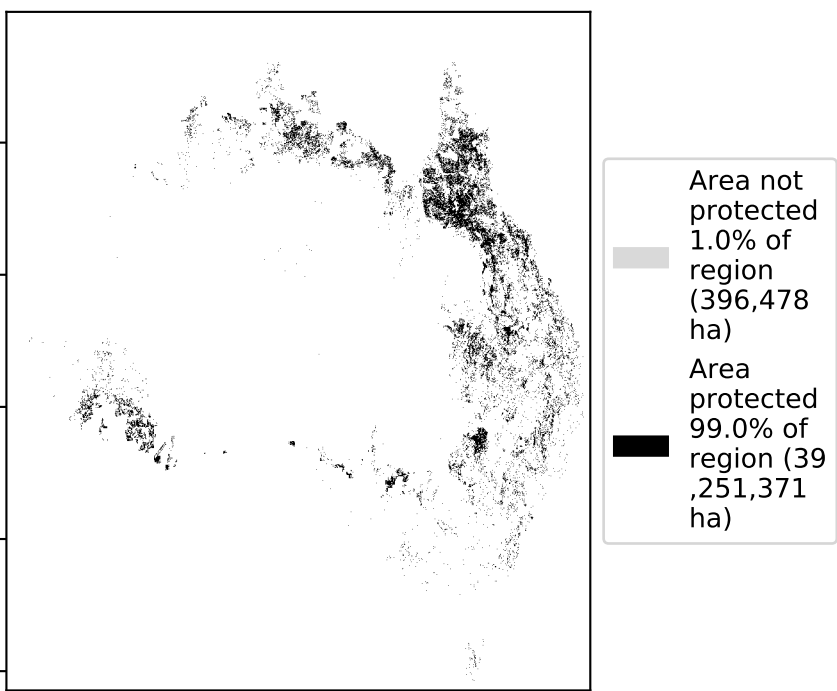 Area not
protected
1.0% of
region
(396,478
ha)
Area
protected
99.0% of
region (39
,251,371
ha)